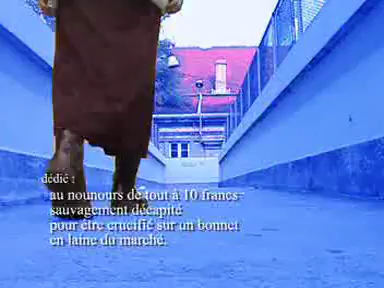 dédié :
au nounours de tout à 10 francs
sauvagement décapité
pour être crucifié sur un bonnet
en laine du marché.